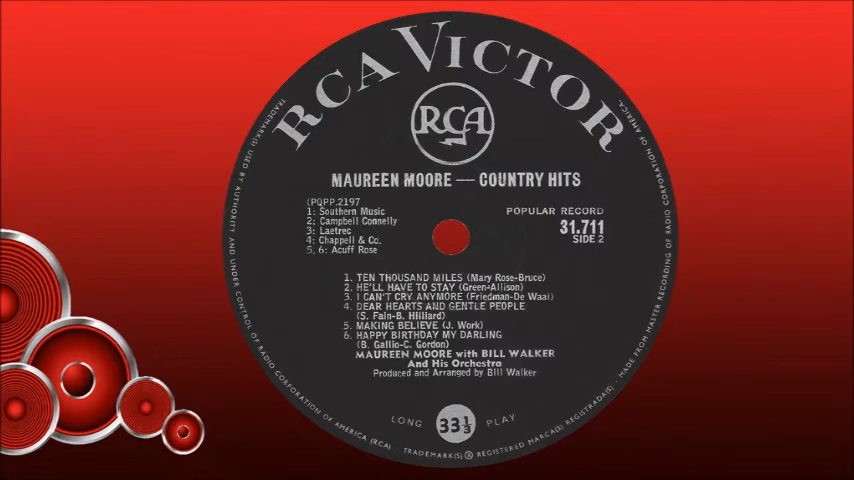 RCA VICTOR
RCA
MAUREEN MOORE — COUNTRY HITS
(PQPP.2197
1: Southern Music
2: Campbell Connelly
3: Laetrec
4: Chappell & Co.
5, 6: Acuff Rose
POPULAR RECORD
31.711
SIDE 2
1. TEN THOUSAND MILES (Mary Rose-Bruce)
2. HE'LL HAVE TO STAY (Green-Allison)
3. I CAN'T CRY ANYMORE (Friedman-De Waal)
4. DEAR HEARTS AND GENTLE PEOPLE
(S. Fain-B. Hilliard)
5. MAKING BELIEVE (J. Work)
6. HAPPY BIRTHDAY MY DARLING
(B. Gallio-C. Gordon)
MAUREEN MOORE with BILL WALKER
And His Orchestra
Produced and Arranged by Bill Walker
LONG 33⅓ PLAY
TRADEMARK(S) USED BY AUTHORITY AND UNDER CONTROL OF RADIO CORPORATION OF AMERICA (RCA) . TRADEMARK(S) ® REGISTERED MARCA(S) REGISTRADA(S) . MADE FROM MASTER RECORDING OF RADIO CORPORATION OF AMERICA.